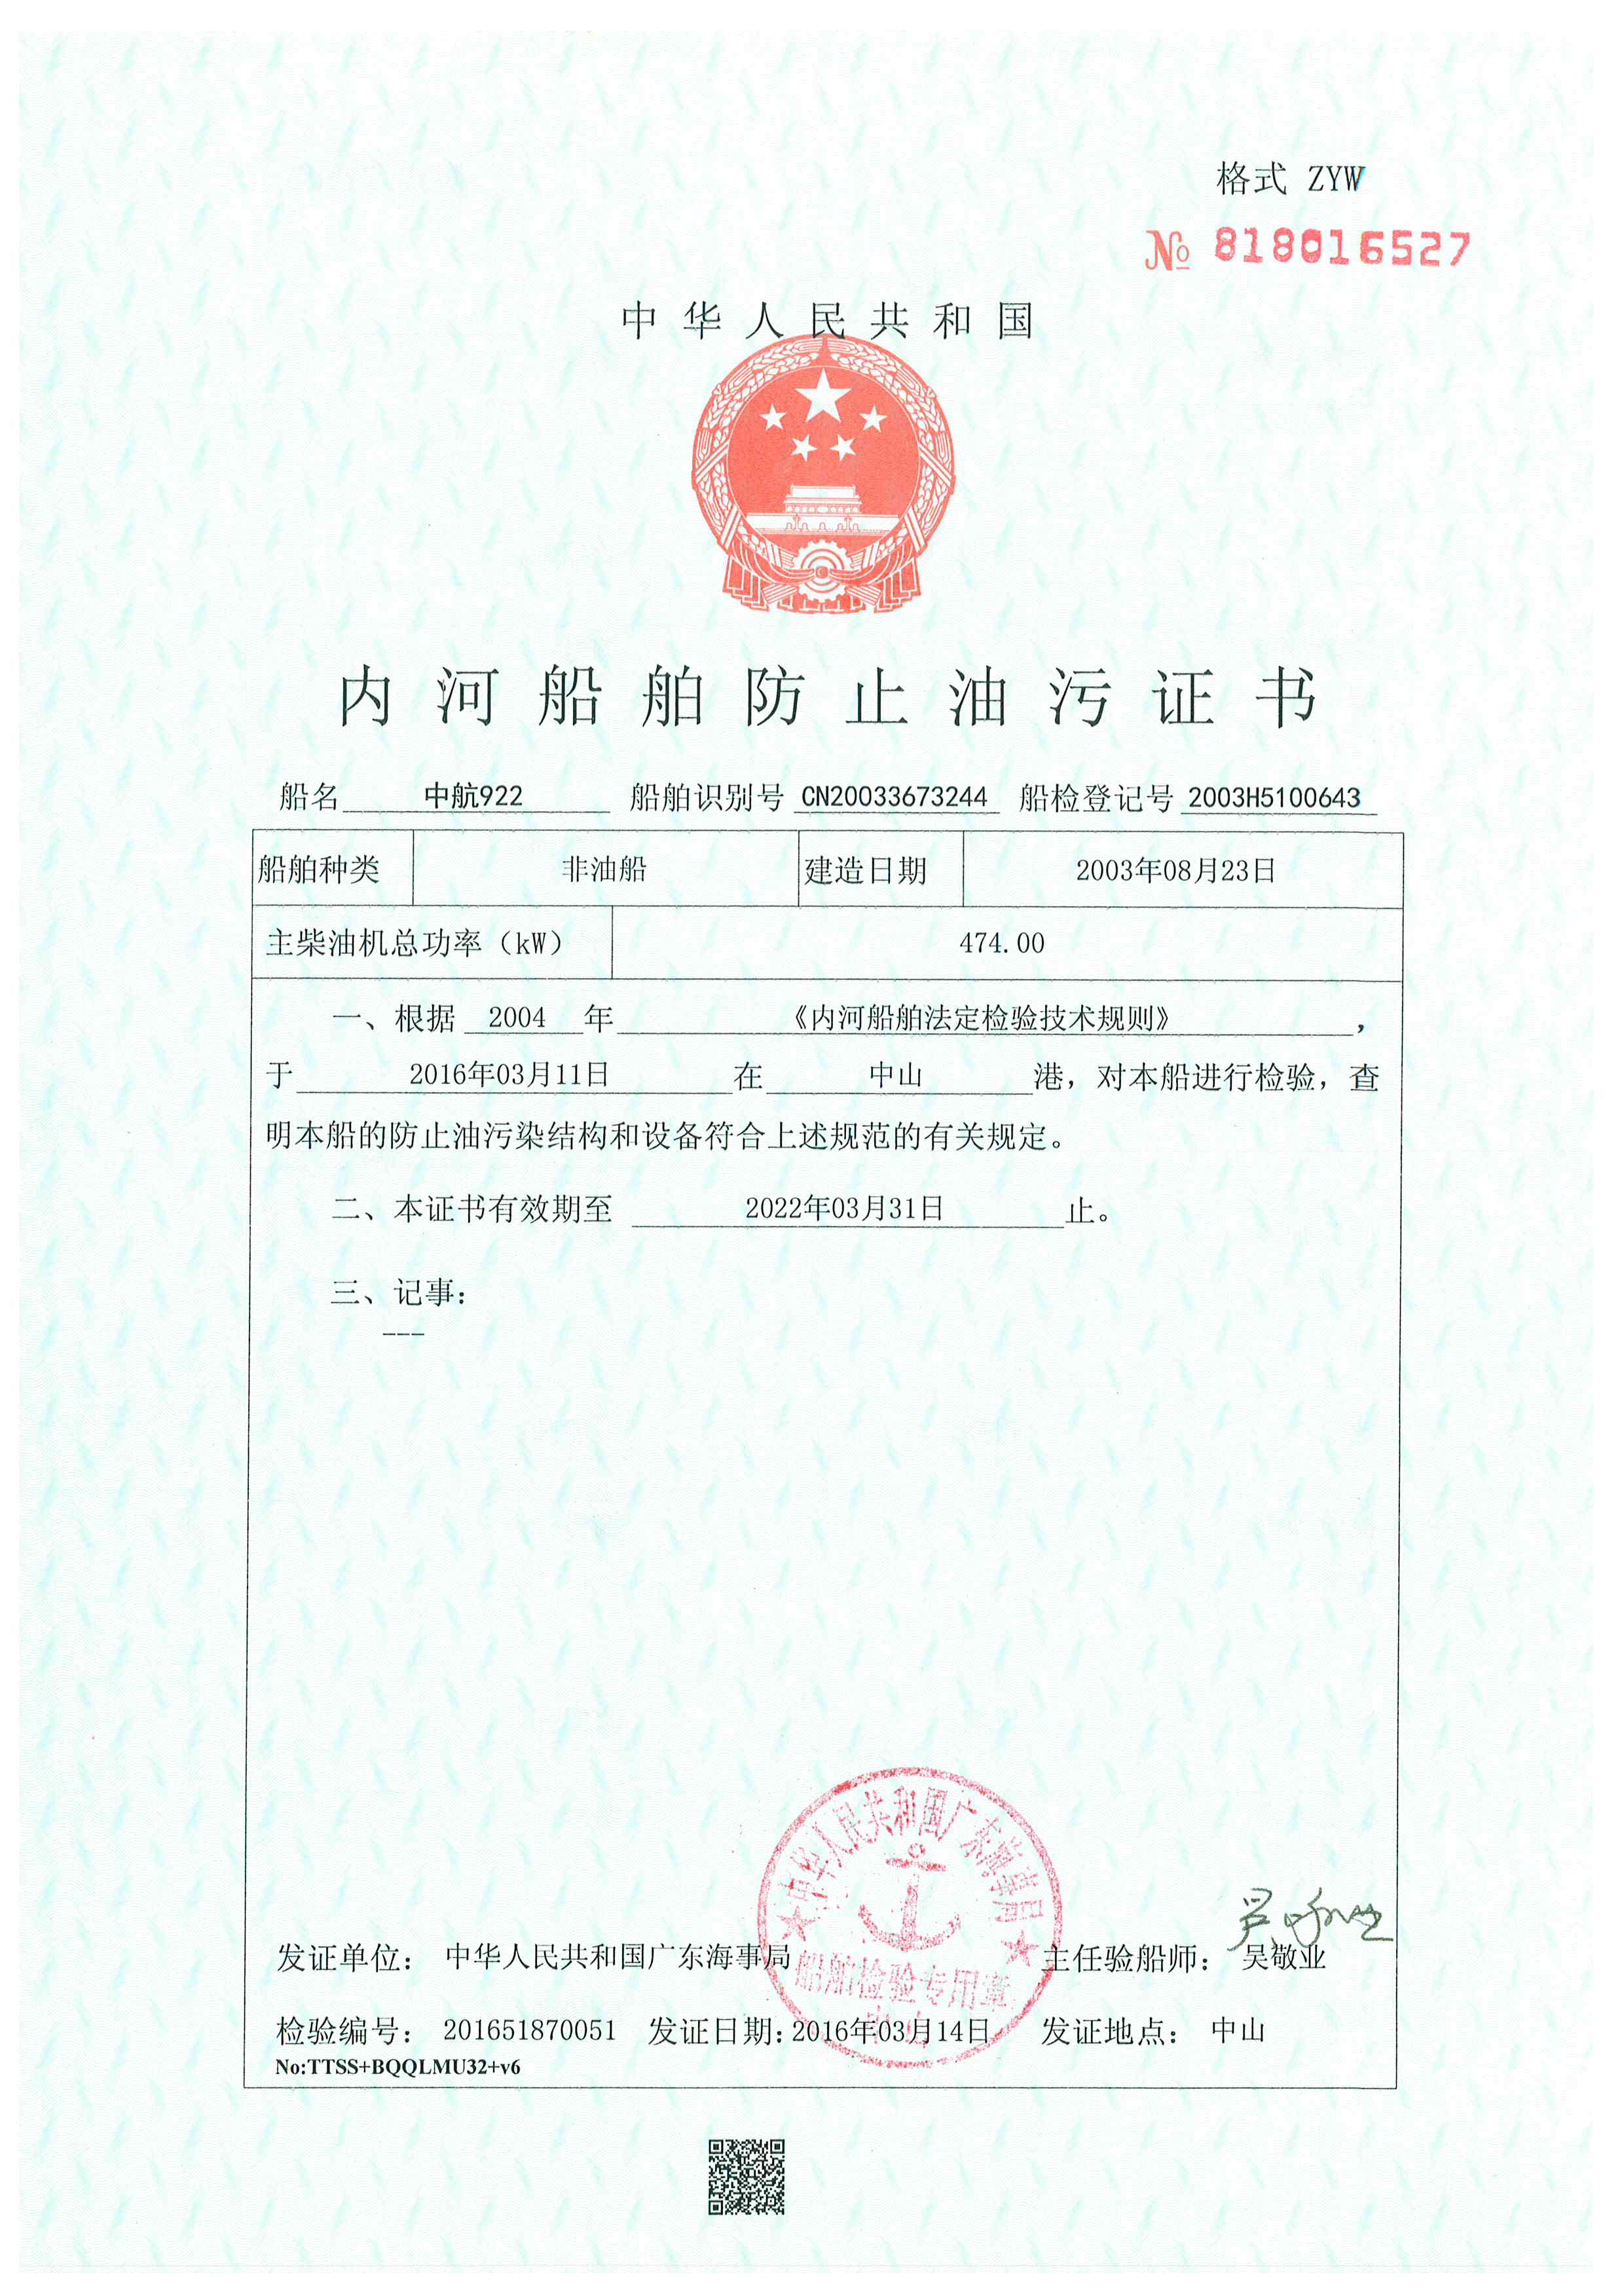 格式 ZYW
№ 818016527
中华人民共和国
内河船舶防止油污证书
船名 中航922 船舶识别号 CN20033673244 船检登记号 2003H5100643
船舶种类 非油船 建造日期 2003年08月23日
主柴油机总功率（kW） 474.00
一、根据 2004 年 《内河船舶法定检验技术规则》 ，
于 2016年03月11日 在 中山 港，对本船进行检验，查
明本船的防止油污染结构和设备符合上述规范的有关规定。
二、本证书有效期至 2022年03月31日 止。
三、记事：
---
中华人民共和国广东海事局
船舶检验专用章
吴敬业
发证单位： 中华人民共和国广东海事局 主任验船师： 吴敬业
检验编号： 201651870051 发证日期：2016年03月14日 发证地点： 中山
No:TTSS+BQQLMU32+v6